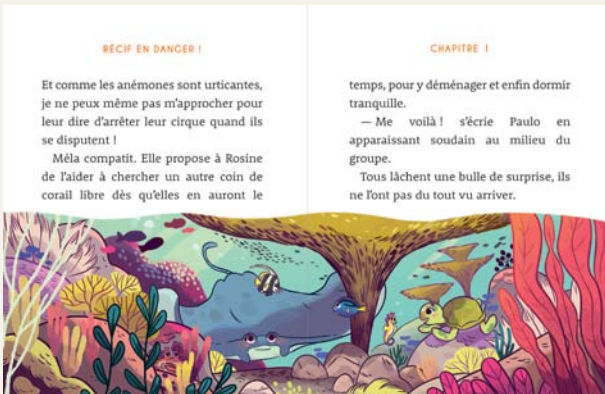 RÉCIF EN DANGER !
Et comme les anémones sont urticantes,
je ne peux même pas m'approcher pour
leur dire d'arrêter leur cirque quand ils
se disputent !
Méla compatit. Elle propose à Rosine
de l'aider à chercher un autre coin de
corail libre dès qu'elles en auront le
CHAPITRE 1
temps, pour y déménager et enfin dormir
tranquille.
— Me voilà ! s'écrie Paulo en
apparaissant soudain au milieu du
groupe.
Tous lâchent une bulle de surprise, ils
ne l'ont pas du tout vu arriver.